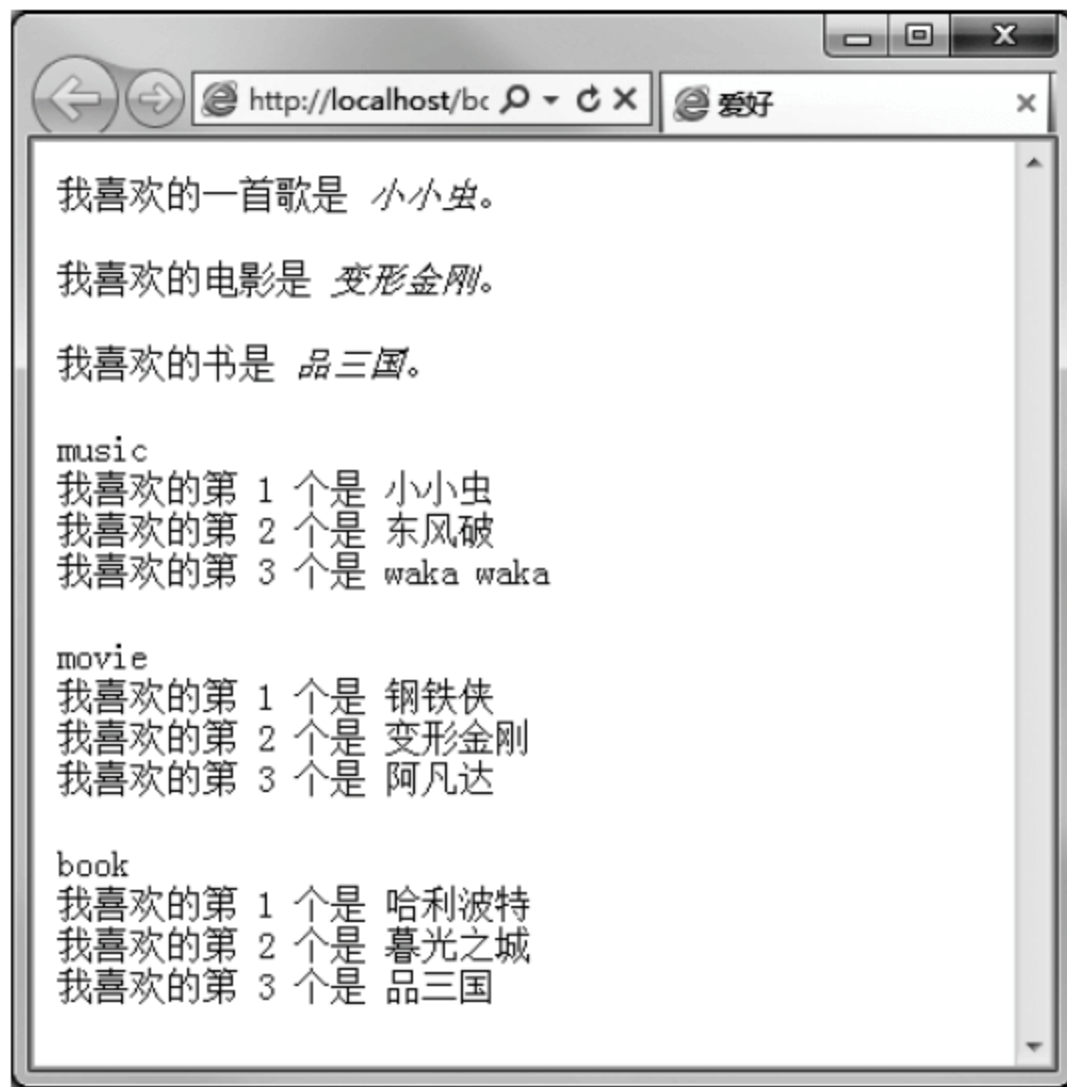 http://localhost/bc
爱好
我喜欢的一首歌是 小小虫。
我喜欢的电影是 变形金刚。
我喜欢的书是 品三国。
music
我喜欢的第 1 个是 小小虫
我喜欢的第 2 个是 东风破
我喜欢的第 3 个是 waka waka
movie
我喜欢的第 1 个是 钢铁侠
我喜欢的第 2 个是 变形金刚
我喜欢的第 3 个是 阿凡达
book
我喜欢的第 1 个是 哈利波特
我喜欢的第 2 个是 暮光之城
我喜欢的第 3 个是 品三国